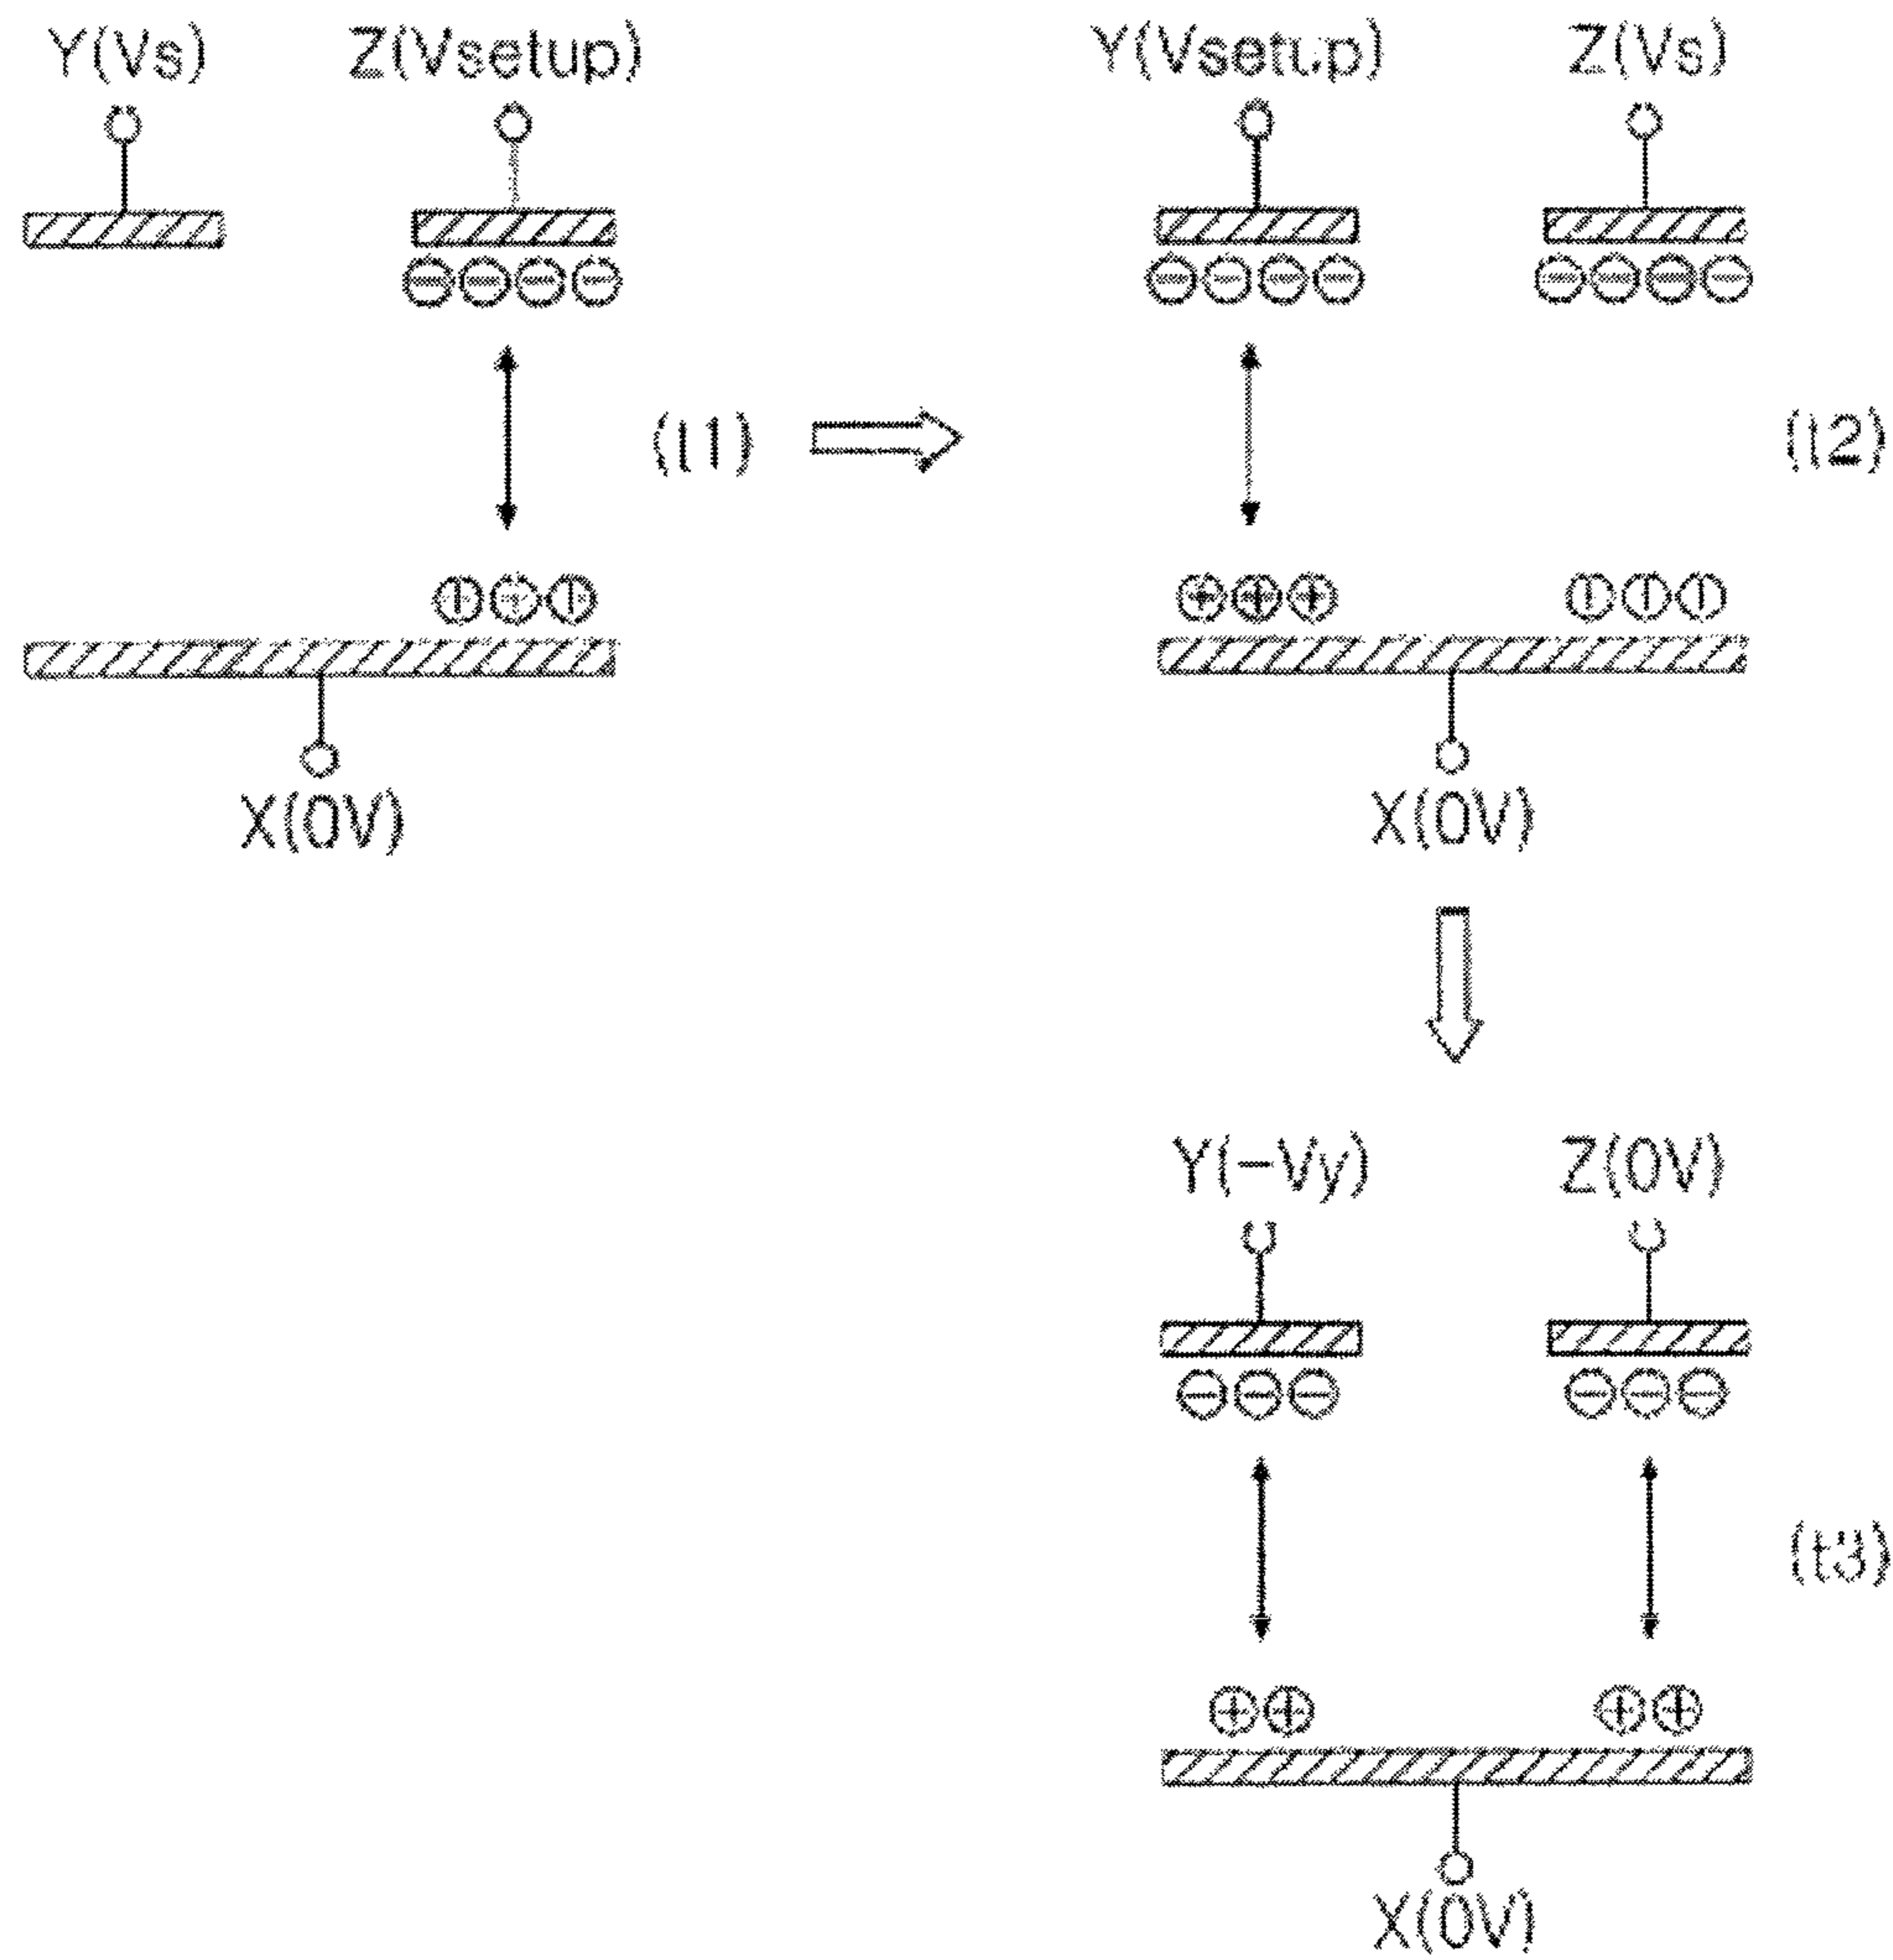 Y(Vs) Z(Vsetup)
(t1)
X(0V)
Y(Vsetup) Z(Vs)
(t2)
X(0V)
Y(-Vy) Z(0V)
(t3)
X(0V)